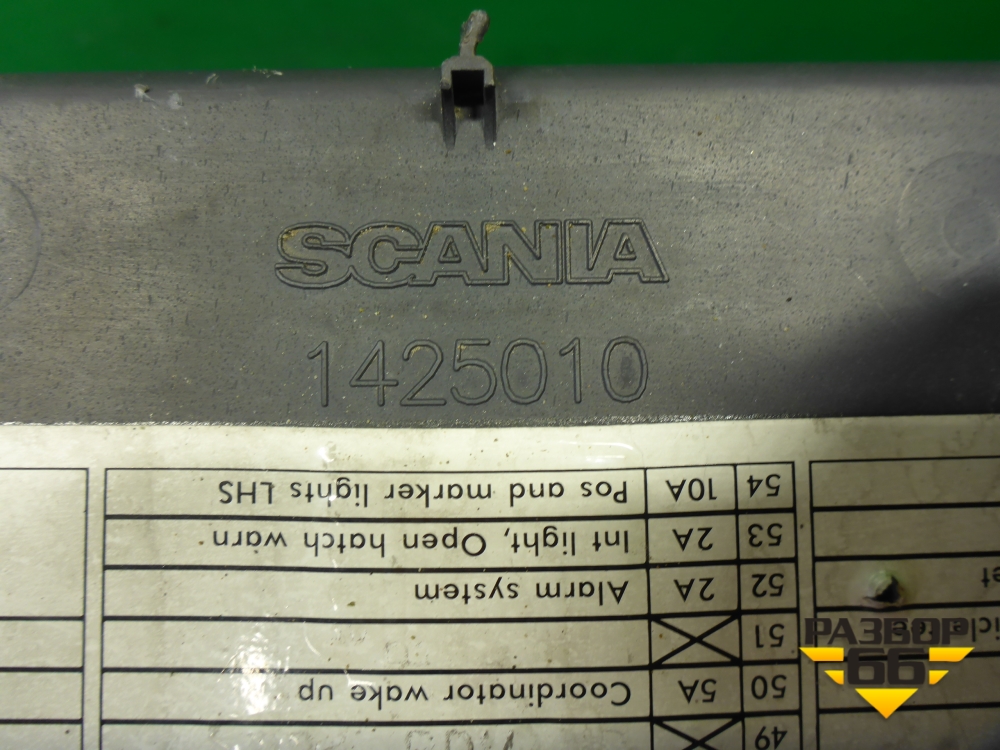 SCANIA
1425010
54 10A Pos and marker lights LHS
53 2A Int light, Open hatch warn
52 2A Alarm system
51
50 5A Coordinator wake up
49
РАЗБОР
66